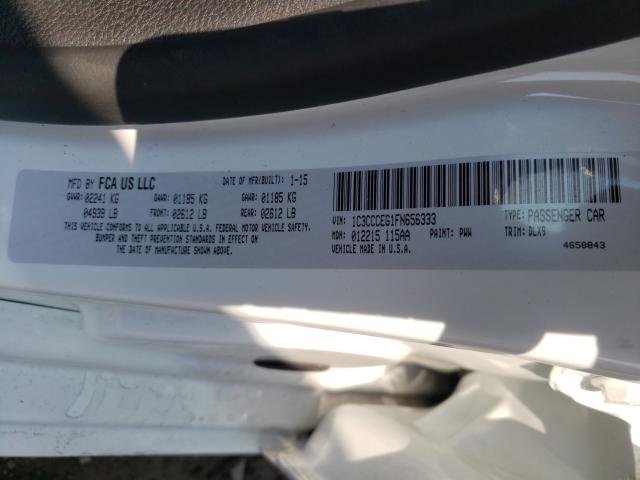 MFD BY FCA US LLC DATE OF MFR(BUILT): 1-15
GVWR: 02241 KG GAWR: 01185 KG GAWR: 01185 KG
04939 LB FRONT: 02612 LB REAR: 02612 LB
THIS VEHICLE CONFORMS TO ALL APPLICABLE U.S.A. FEDERAL MOTOR VEHICLE SAFETY,
BUMPER AND THEFT PREVENTION STANDARDS IN EFFECT ON
THE DATE OF MANUFACTURE SHOWN ABOVE.
VIN: 1C3CCCEG1FN656333 TYPE: PASSENGER CAR
MDH: 012215 115AA PAINT: PWW TRIM: DLX9
MADE IN U.S.A. 4658843